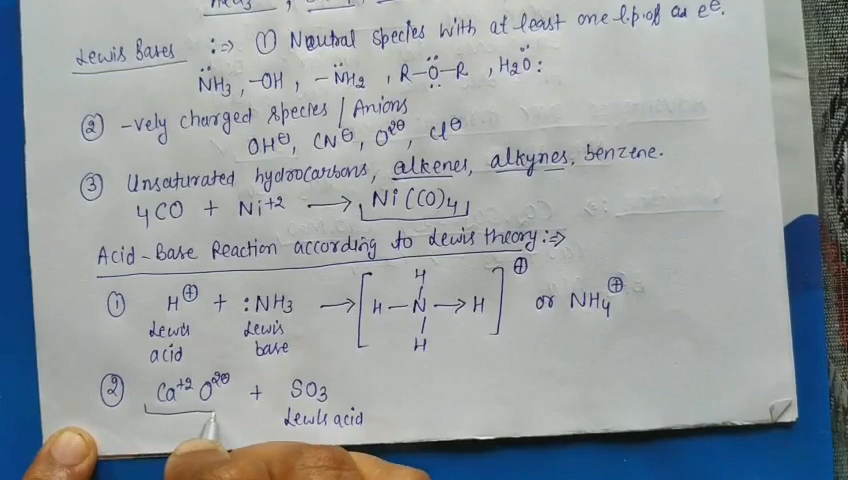 Lewis Bases :⇒ ① Neutral species with at least one l.p. of an e⊖.
N̈H3, –OH, –N̈H2, R–Ö–R, H2Ö:
② -vely charged species / Anions
OH⊖, CN⊖, O2⊖, Cl⊖
③ Unsaturated hydrocarbons, alkenes, alkynes, benzene.
4CO + Ni+2 → Ni(CO)4
Acid-Base Reaction according to Lewis theory:⇒
① H⊕ + :NH3 → [H–N→H]⊕ or NH4⊕
H
H
Lewis acid
Lewis base
② Ca+2 O2⊖ + SO3
Lewis acid